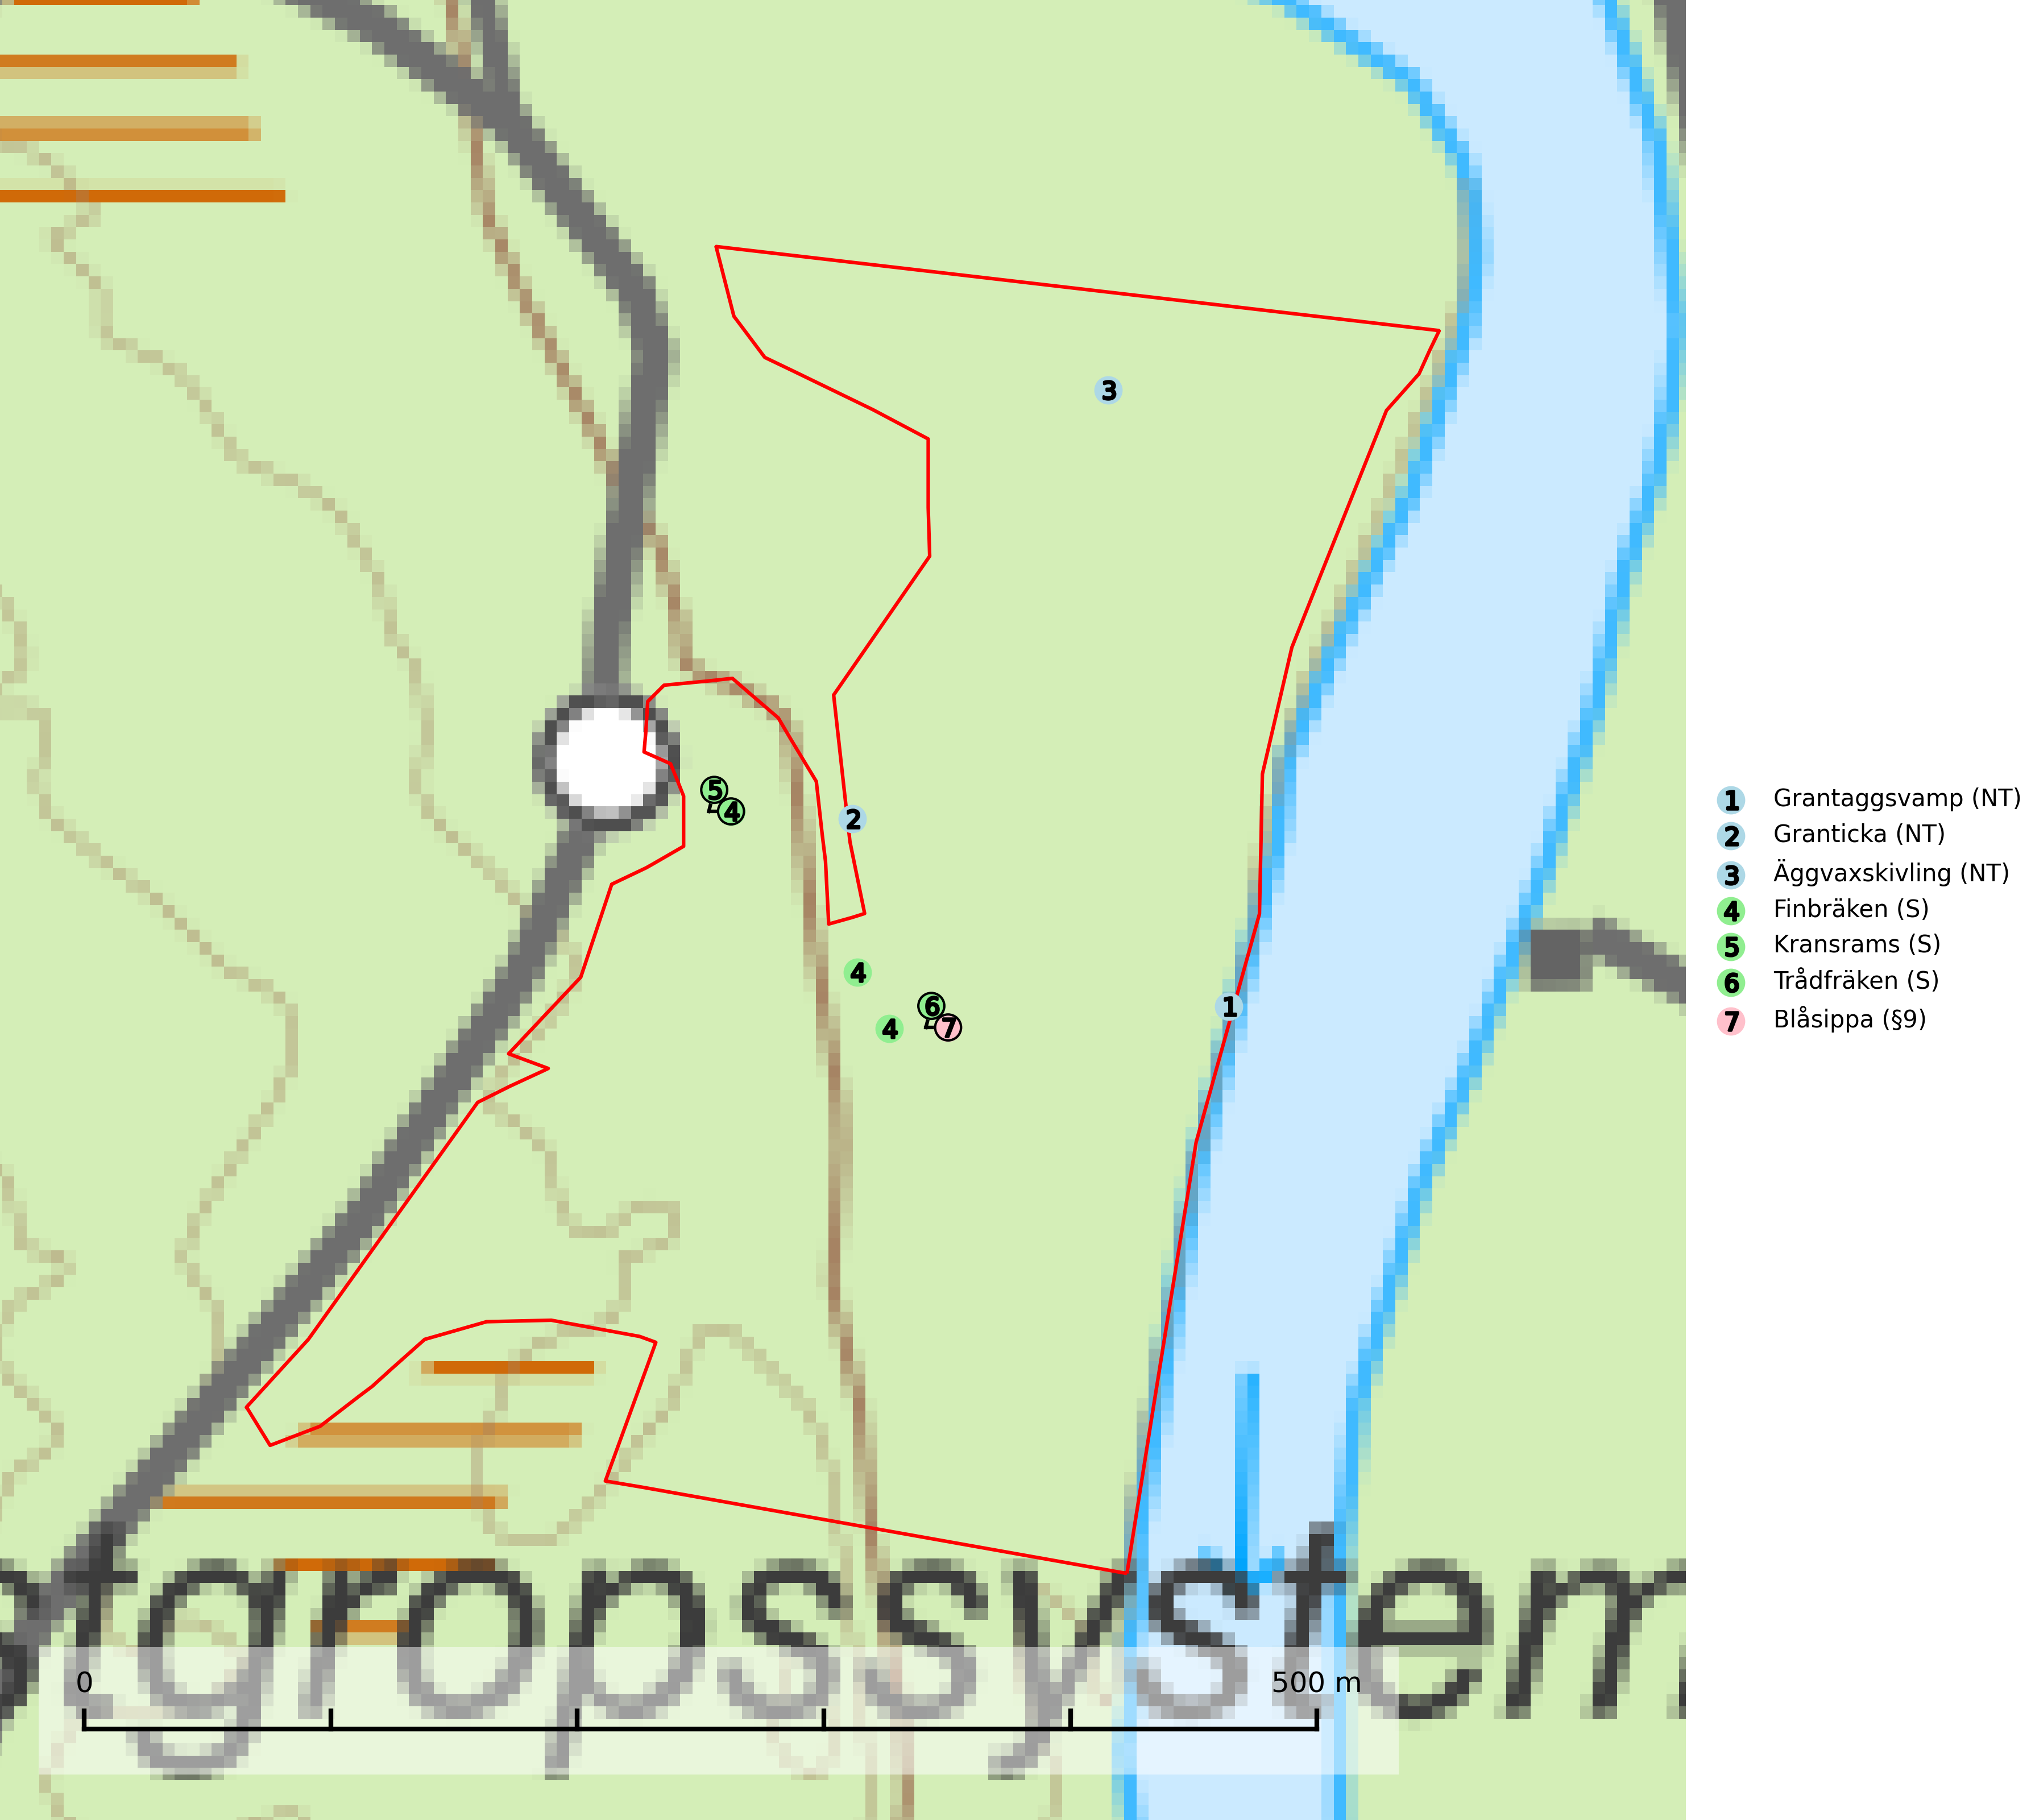 3
5
4
2
4
6
4
7
1
1 Grantaggsvamp (NT)
2 Granticka (NT)
3 Äggvaxskivling (NT)
4 Finbräken (S)
5 Kransrams (S)
6 Trådfräken (S)
7 Blåsippa (§9)
tgropssystem
0 500 m